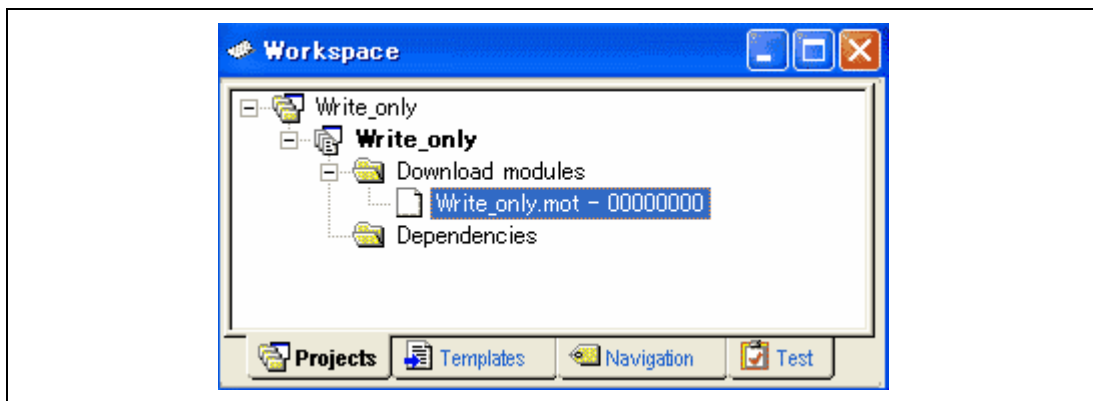 Workspace
Write_only
Write_only
Download modules
Write_only.mot - 00000000
Dependencies
Projects Templates Navigation Test